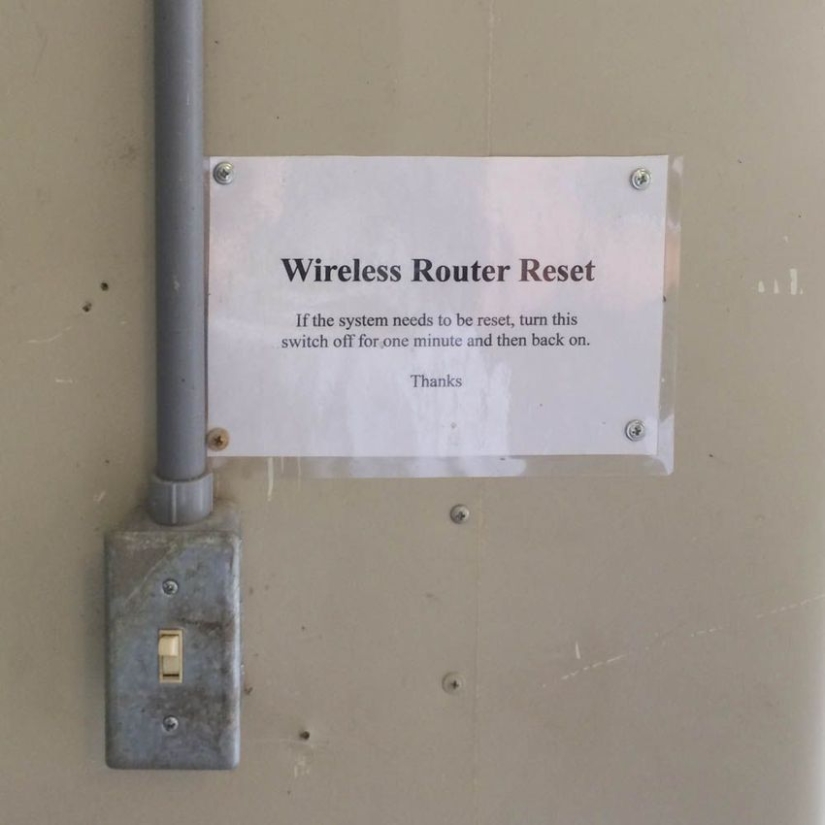 Wireless Router Reset
If the system needs to be reset, turn this
switch off for one minute and then back on.
Thanks